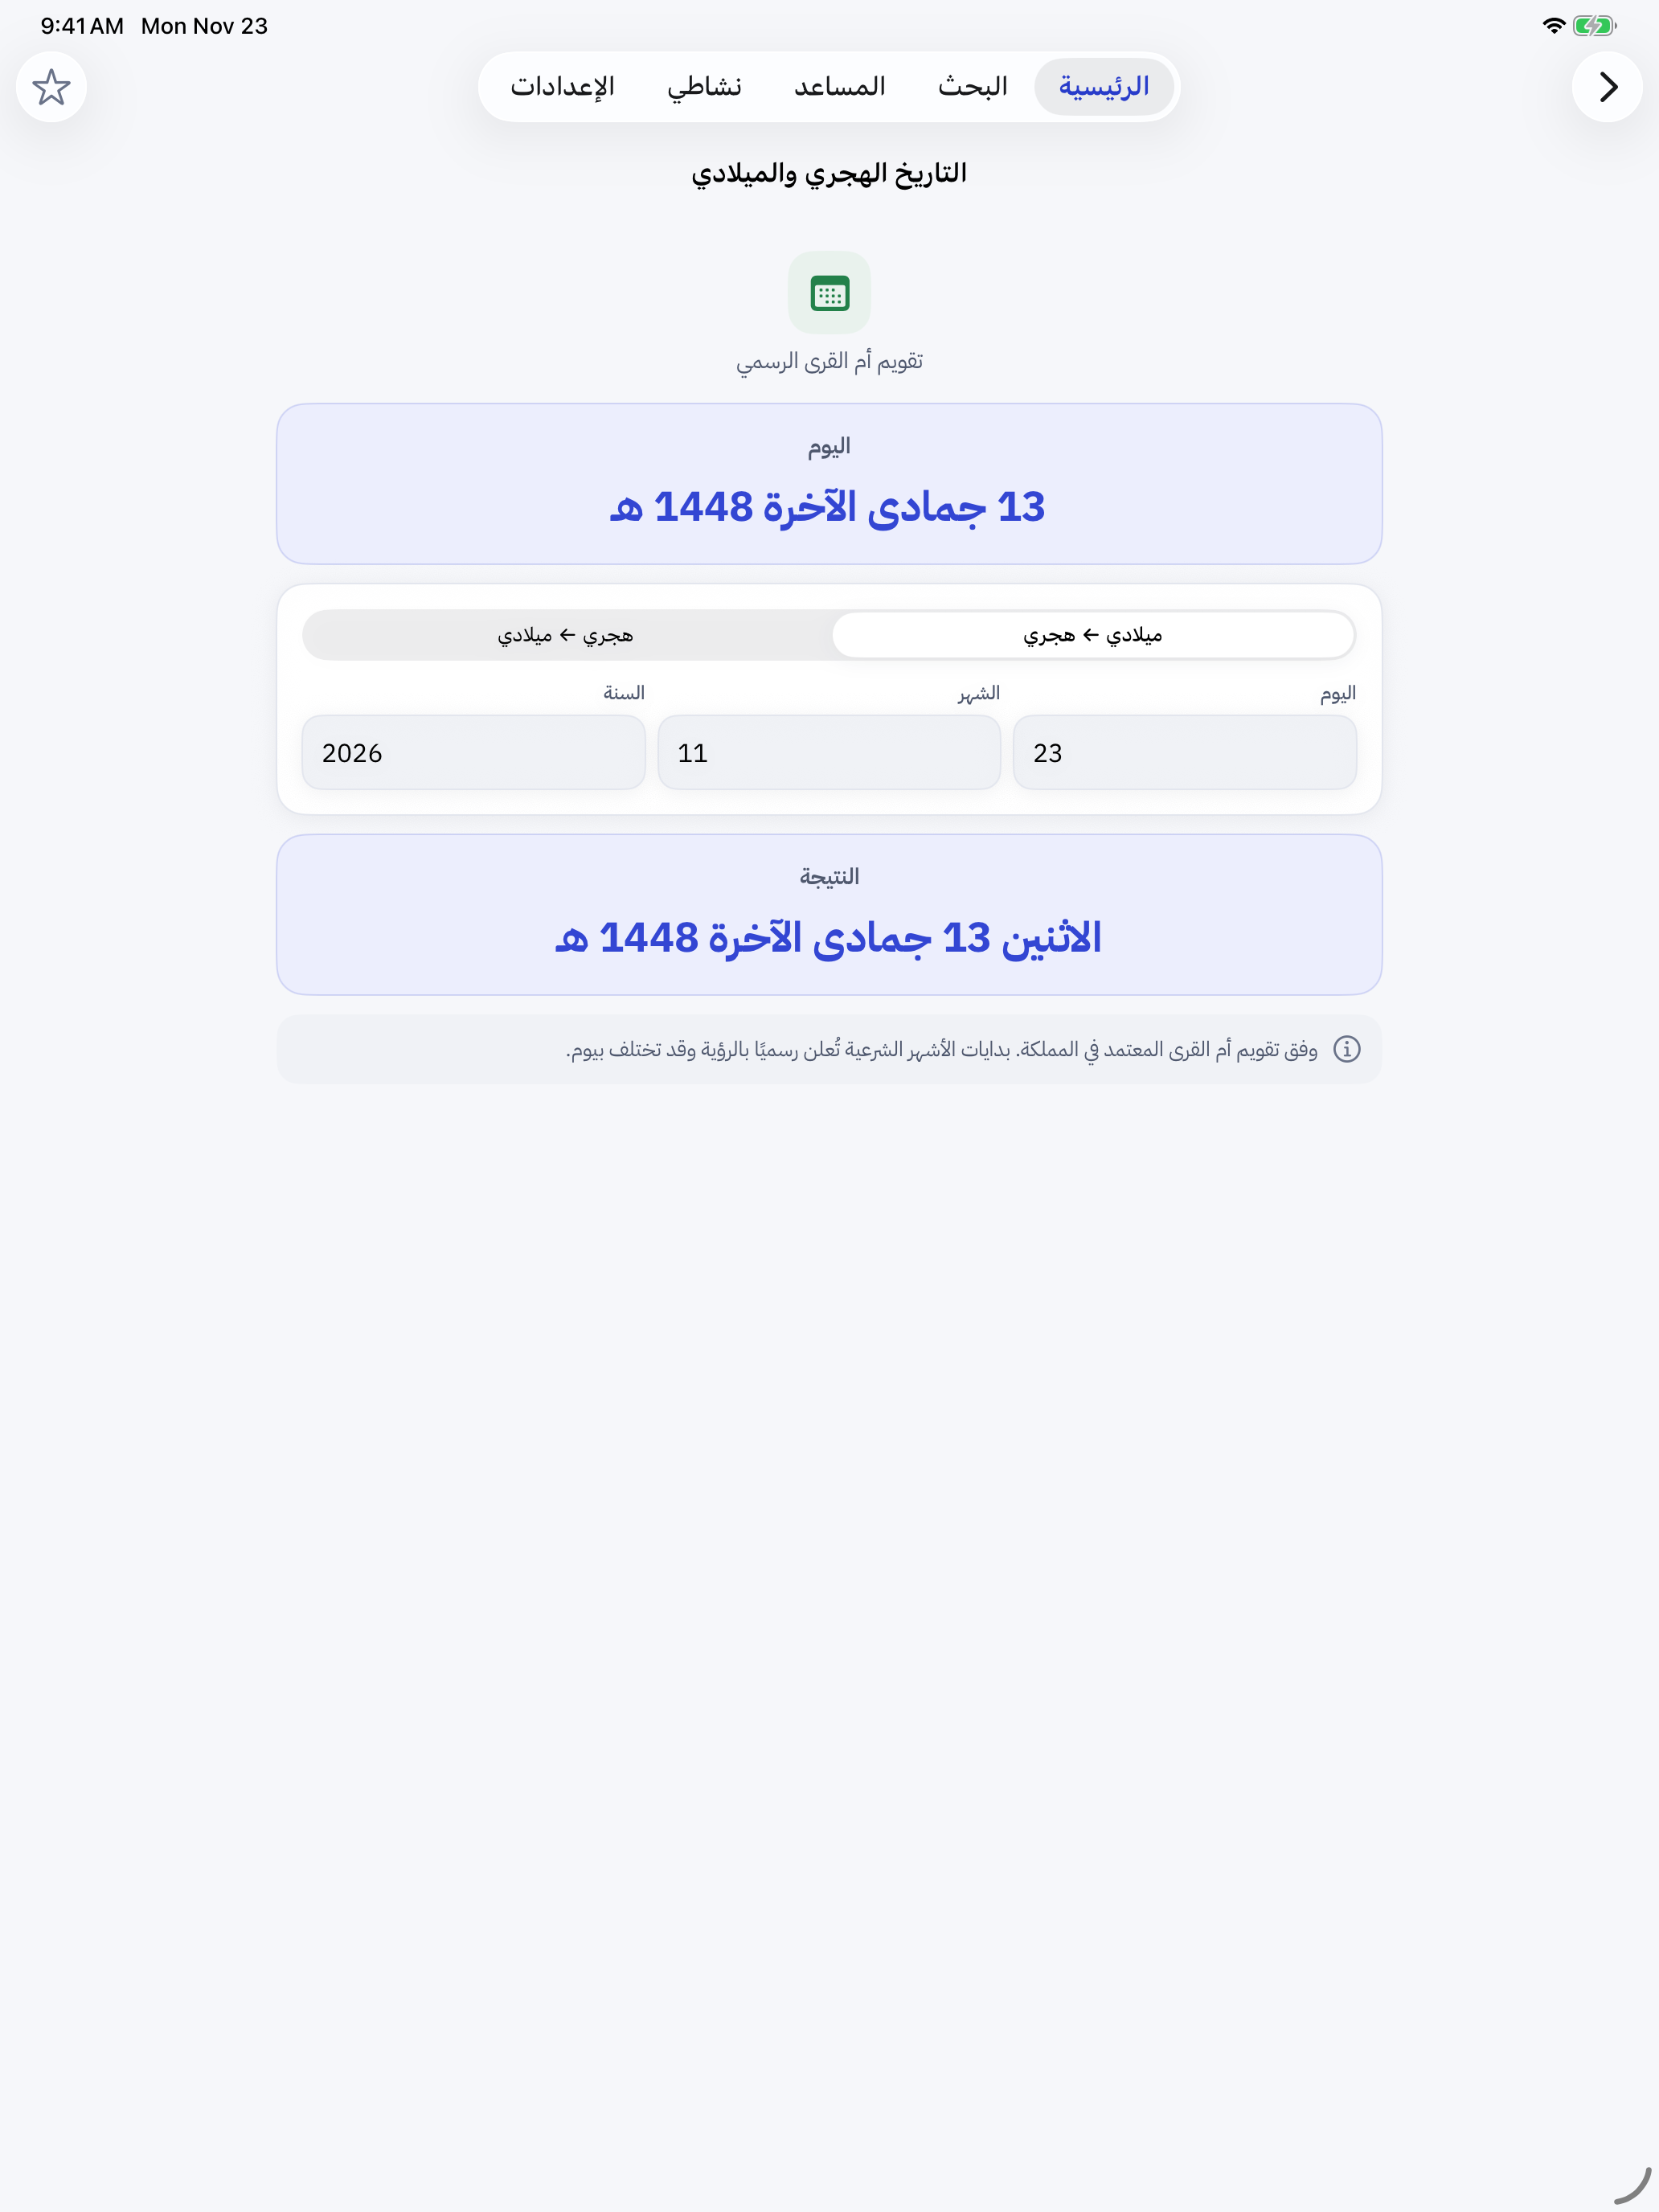 9:41 AM Mon Nov 23
الرئيسية البحث المساعد نشاطي الإعدادات
التاريخ الهجري والميلادي
تقويم أم القرى الرسمي
اليوم
13 جمادى الآخرة 1448 هـ
ميلادي ← هجري هجري ← ميلادي
اليوم الشهر السنة
23 11 2026
النتيجة
الاثنين 13 جمادى الآخرة 1448 هـ
وفق تقويم أم القرى المعتمد في المملكة. بدايات الأشهر الشرعية تُعلن رسميًا بالرؤية وقد تختلف بيوم.